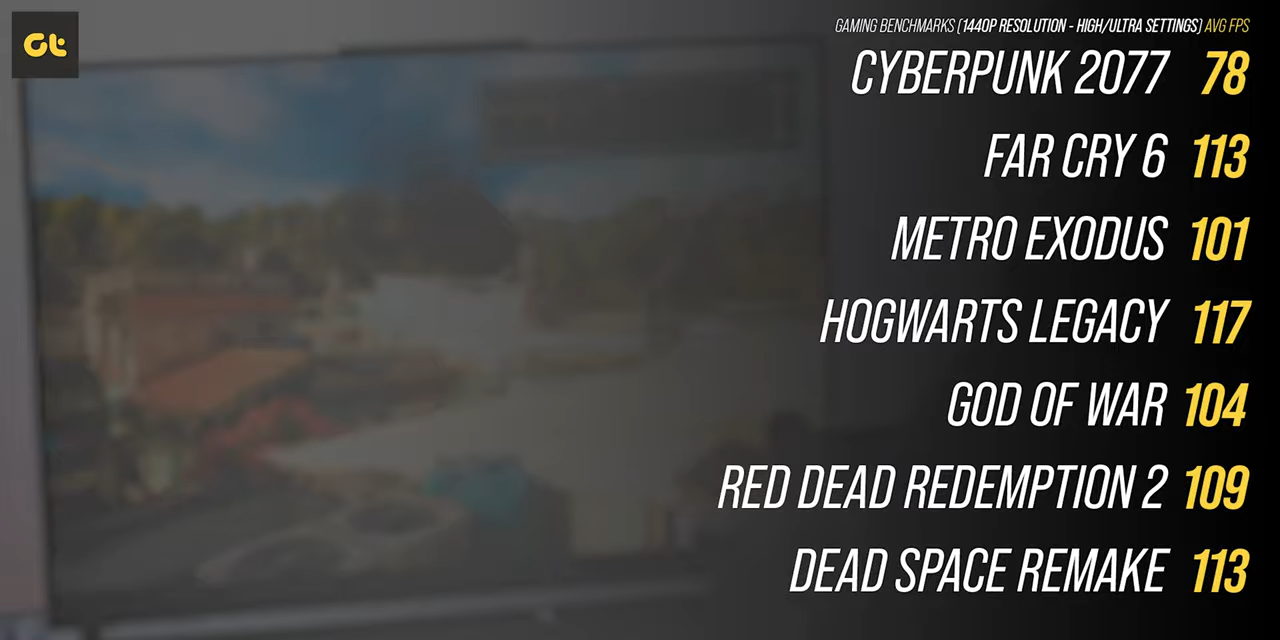 Gt
GAMING BENCHMARKS (1440P RESOLUTION - HIGH/ULTRA SETTINGS) AVG FPS
CYBERPUNK 2077 78
FAR CRY 6 113
METRO EXODUS 101
HOGWARTS LEGACY 117
GOD OF WAR 104
RED DEAD REDEMPTION 2 109
DEAD SPACE REMAKE 113